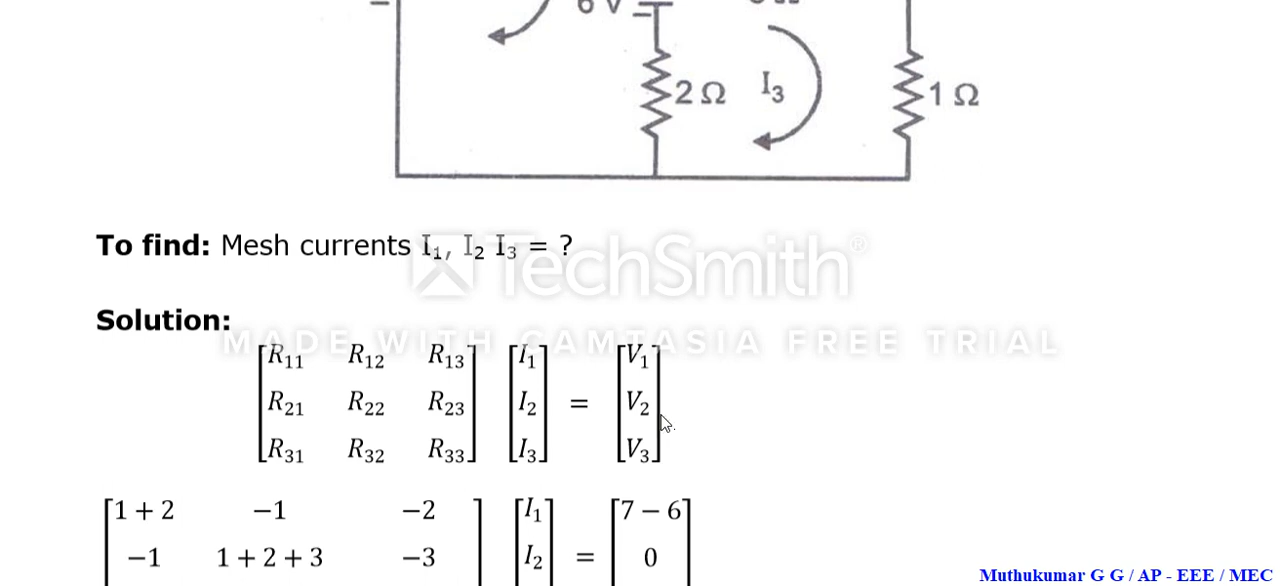 6 V
2 Ω I₃ 1 Ω
To find: Mesh currents I₁, I₂ I₃ = ?
TechSmith®
Solution:
MADE WITH CAMTASIA FREE TRIAL
[R₁₁ R₁₂ R₁₃] [I₁] [V₁]
[R₂₁ R₂₂ R₂₃] [I₂] = [V₂]
[R₃₁ R₃₂ R₃₃] [I₃] [V₃]
[1 + 2 −1 −2] [I₁] [7 − 6]
[−1 1 + 2 + 3 −3] [I₂] = [0]
Muthukumar G G / AP - EEE / MEC